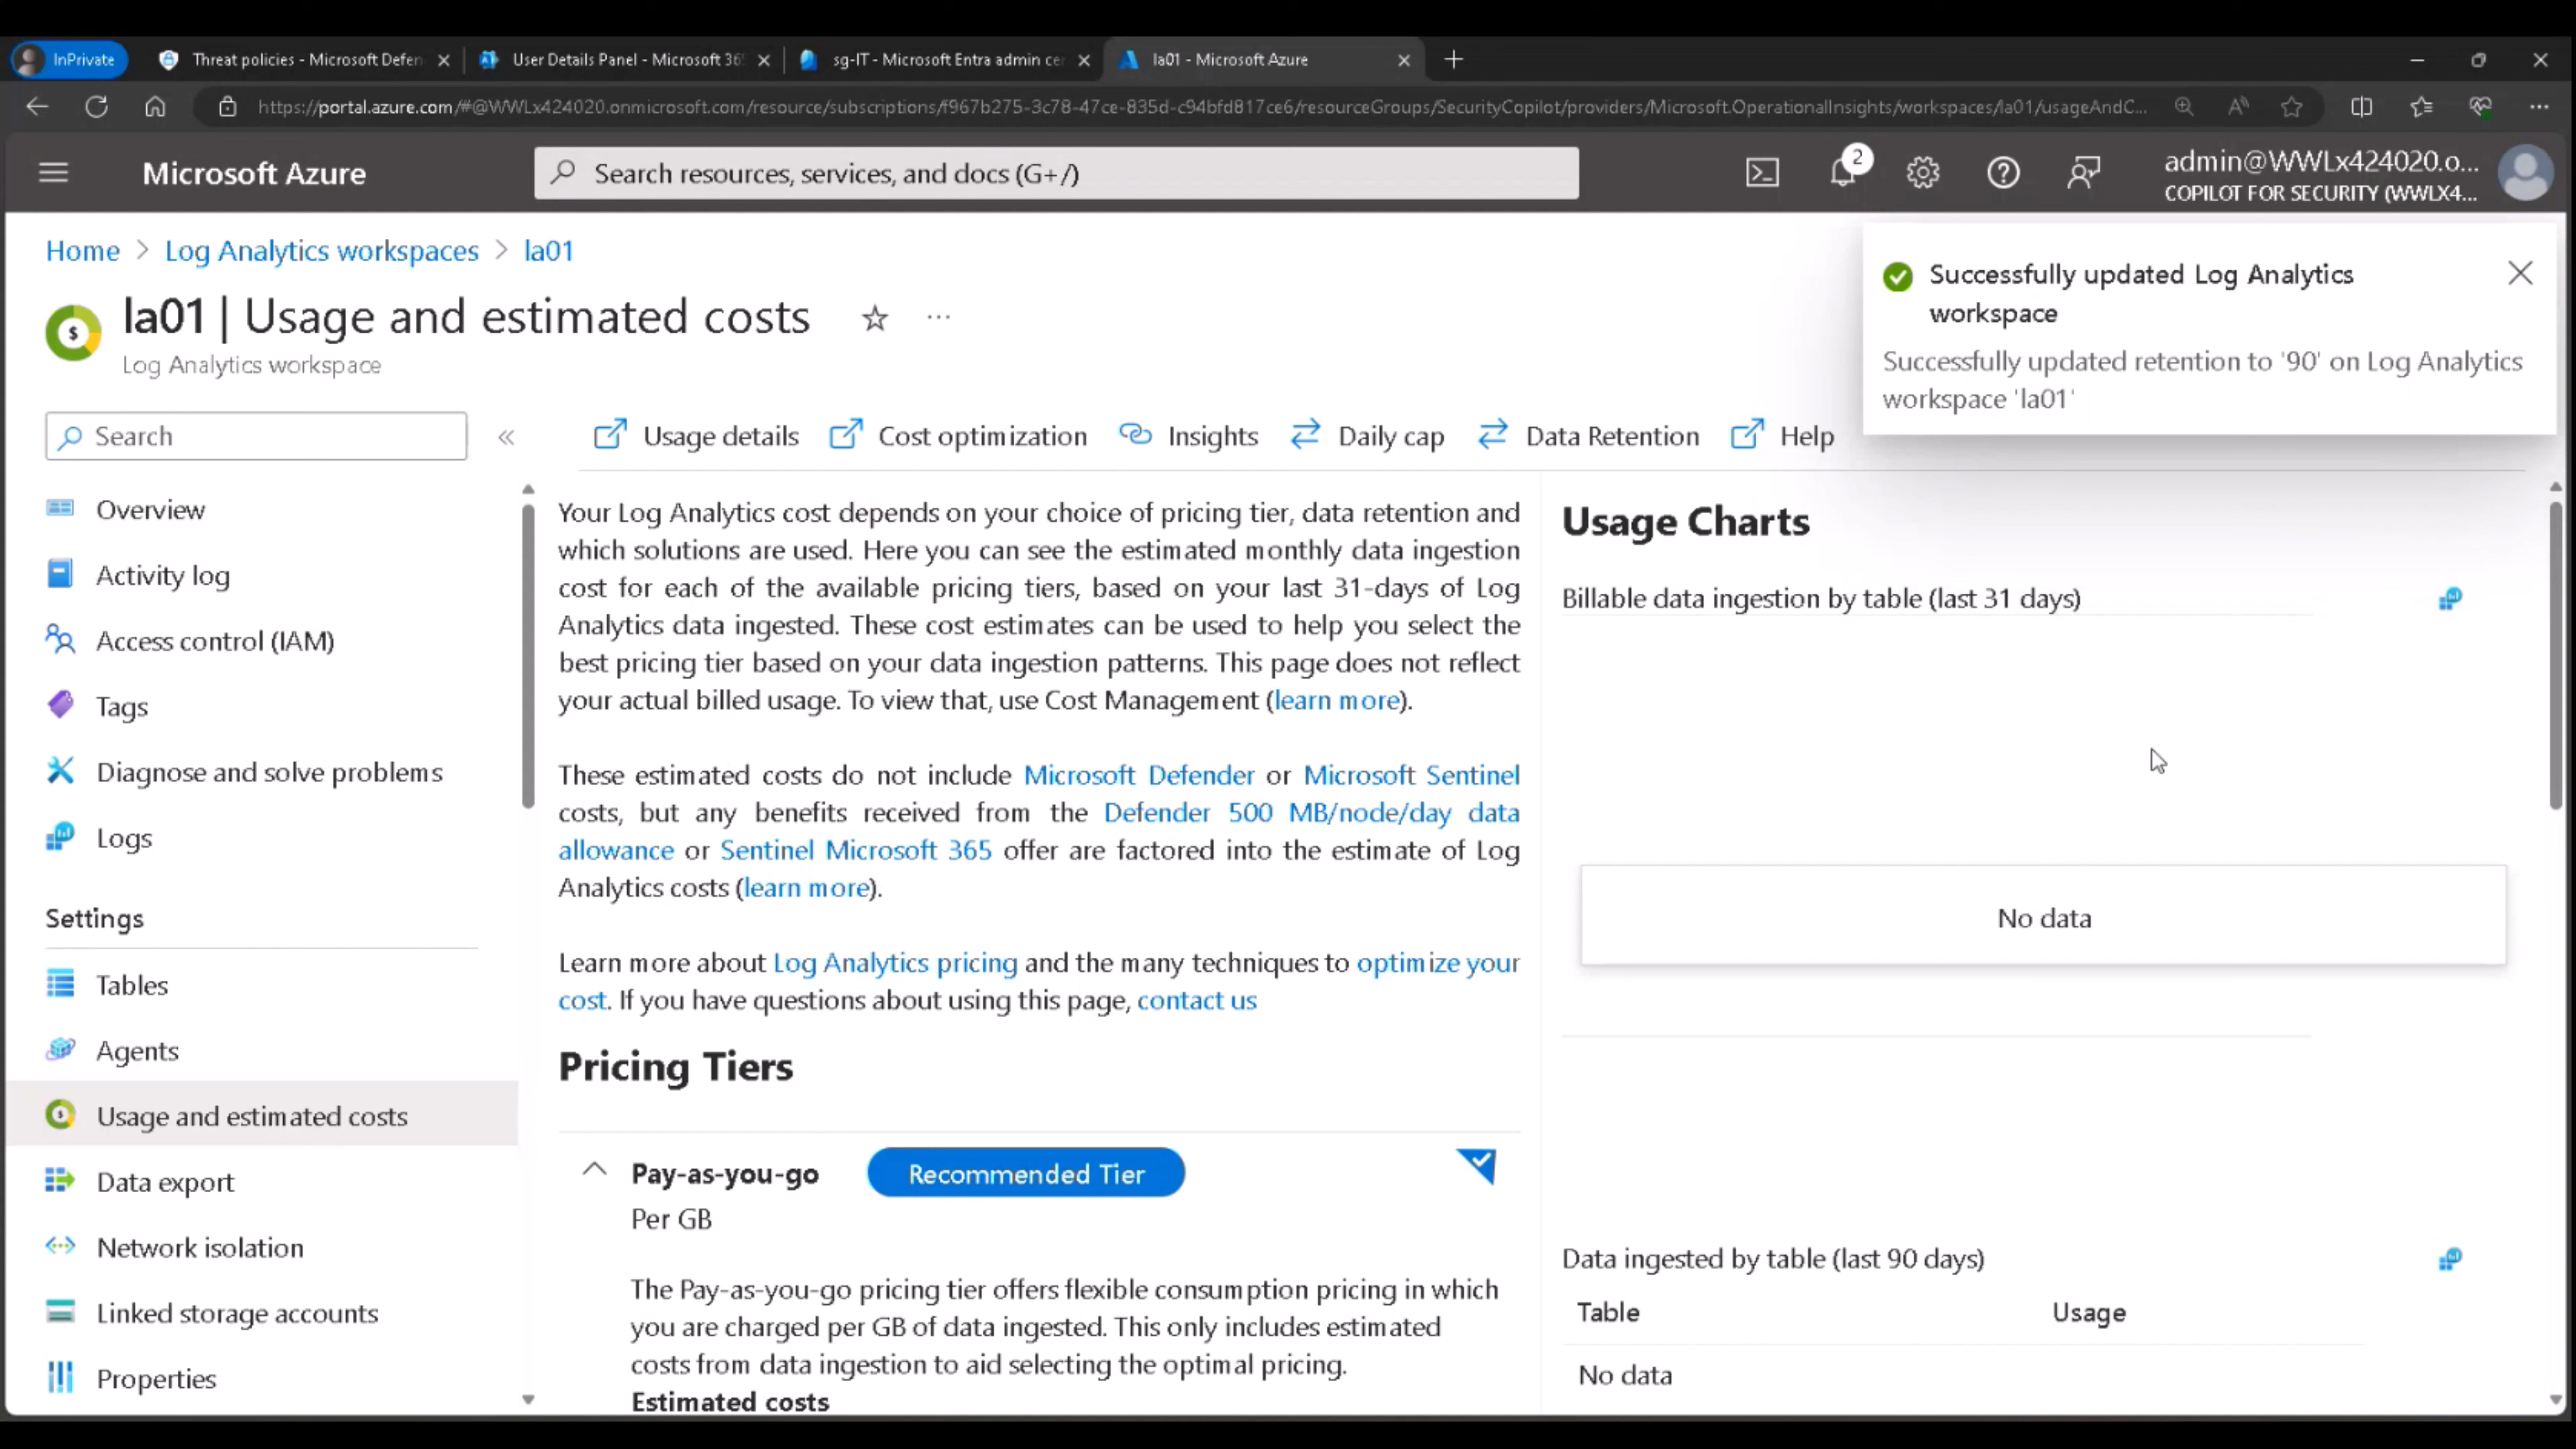 InPrivate
Threat policies - Microsoft Defen
User Details Panel - Microsoft 36
sg-IT - Microsoft Entra admin cer
la01 - Microsoft Azure
https://portal.azure.com/#@WWLx424020.onmicrosoft.com/resource/subscriptions/f967b275-3c78-47ce-835d-c94bfd817ce6/resourceGroups/SecurityCopilot/providers/Microsoft.OperationalInsights/workspaces/la01/usageAndC...
Microsoft Azure
Search resources, services, and docs (G+/)
2
admin@WWLx424020.o...
COPILOT FOR SECURITY (WWLX4...
Home > Log Analytics workspaces > la01
la01 | Usage and estimated costs
Log Analytics workspace
Successfully updated Log Analytics
workspace
Successfully updated retention to '90' on Log Analytics
workspace 'la01'
Search
Usage details
Cost optimization
Insights
Daily cap
Data Retention
Help
Overview
Activity log
Access control (IAM)
Tags
Diagnose and solve problems
Logs
Settings
Tables
Agents
Usage and estimated costs
Data export
Network isolation
Linked storage accounts
Properties
Your Log Analytics cost depends on your choice of pricing tier, data retention and
which solutions are used. Here you can see the estimated monthly data ingestion
cost for each of the available pricing tiers, based on your last 31-days of Log
Analytics data ingested. These cost estimates can be used to help you select the
best pricing tier based on your data ingestion patterns. This page does not reflect
your actual billed usage. To view that, use Cost Management (learn more).
These estimated costs do not include Microsoft Defender or Microsoft Sentinel
costs, but any benefits received from the Defender 500 MB/node/day data
allowance or Sentinel Microsoft 365 offer are factored into the estimate of Log
Analytics costs (learn more).
Learn more about Log Analytics pricing and the many techniques to optimize your
cost. If you have questions about using this page, contact us
Pricing Tiers
Pay-as-you-go
Recommended Tier
Per GB
The Pay-as-you-go pricing tier offers flexible consumption pricing in which
you are charged per GB of data ingested. This only includes estimated
costs from data ingestion to aid selecting the optimal pricing.
Estimated costs
Usage Charts
Billable data ingestion by table (last 31 days)
No data
Data ingested by table (last 90 days)
Table Usage
No data